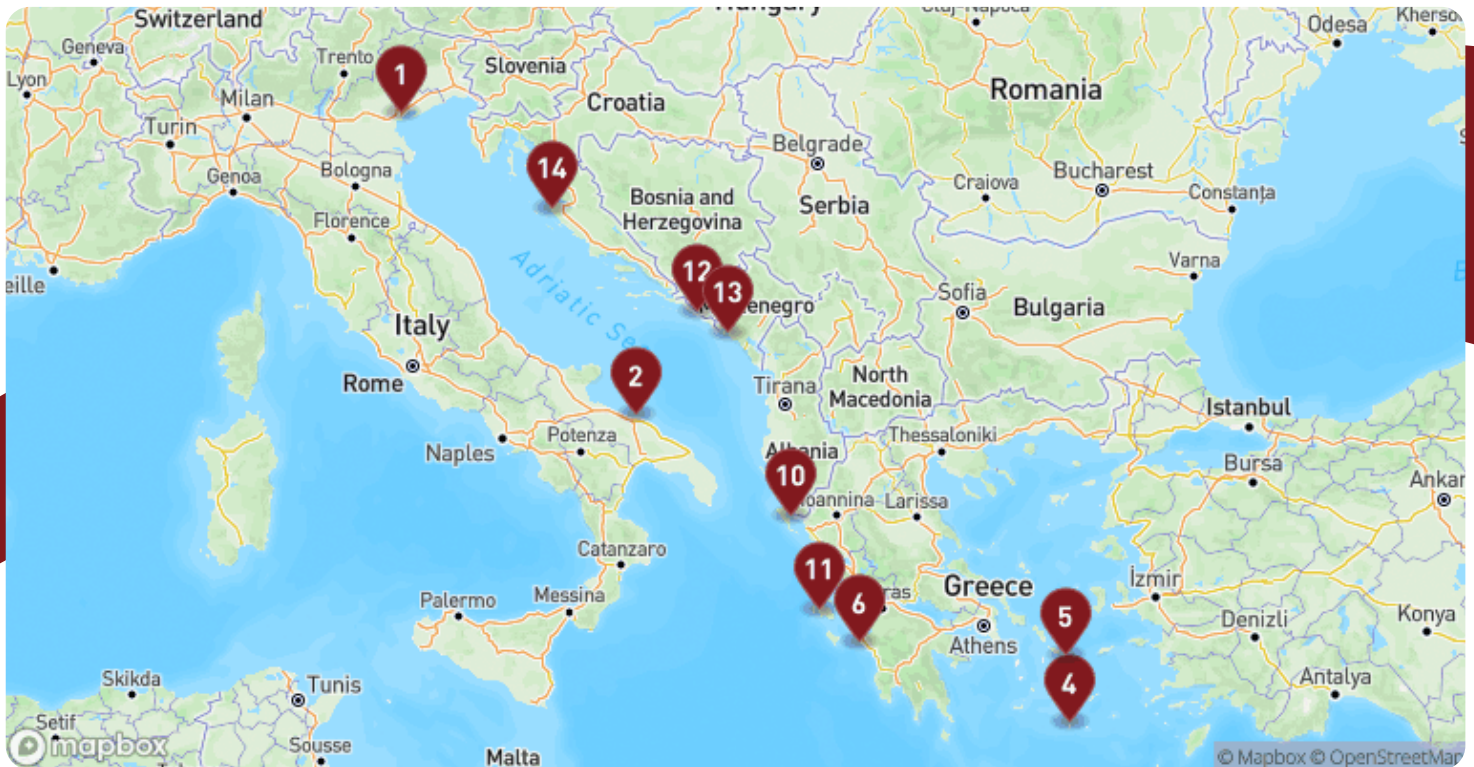 Hungary
Cluj-Napoca
Kherso
Odesa
Switzerland
Geneva
Trento
1
Slovenia
Lyon
Milan
Croatia
Romania
Turin
Belgrade
Genoa
Bologna
14
Bucharest
Craiova
Constanța
Bosnia and
Herzegovina
Serbia
Florence
eille
Adriatic Se
12
13
Montenegro
Varna
B
Sofia
Bulgaria
Italy
Rome
2
Tirana
North
Macedonia
Istanbul
Naples
Potenza
Albania
Thessaloniki
Bursa
10
Ioannina
Larissa
Ankar
Catanzaro
11
6
ras
Greece
5
İzmir
Palermo
Messina
Athens
Denizli
Konya
Skikda
Tunis
4
Antalya
Setif
mapbox
Sousse
Malta
© Mapbox © OpenStreetMap